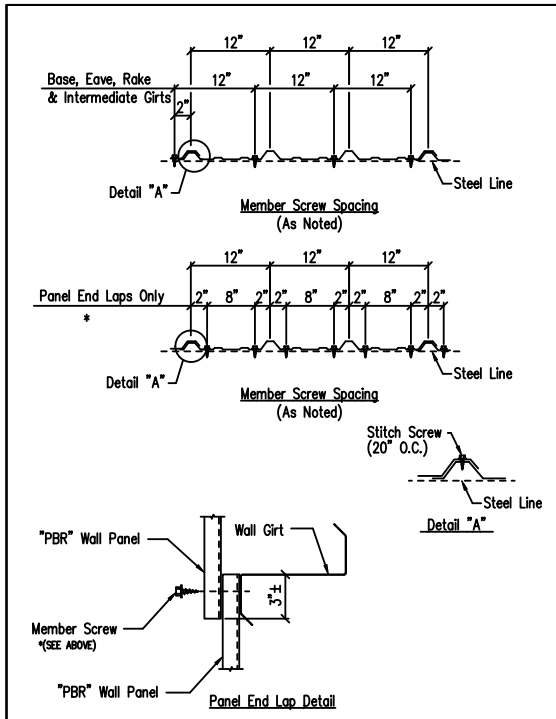 12" 12" 12"
Base, Eave, Rake
& Intermediate Girts
12" 12" 12"
2"
Detail "A"
Steel Line
Member Screw Spacing
(As Noted)
12" 12" 12"
Panel End Laps Only
*
2" 8" 2" 8" 2" 8" 2" 2"
Detail "A"
Steel Line
Member Screw Spacing
(As Noted)
Stitch Screw
(20" O.C.)
Steel Line
Detail "A"
"PBR" Wall Panel
Wall Girt
3"±
Member Screw
*(SEE ABOVE)
"PBR" Wall Panel
Panel End Lap Detail